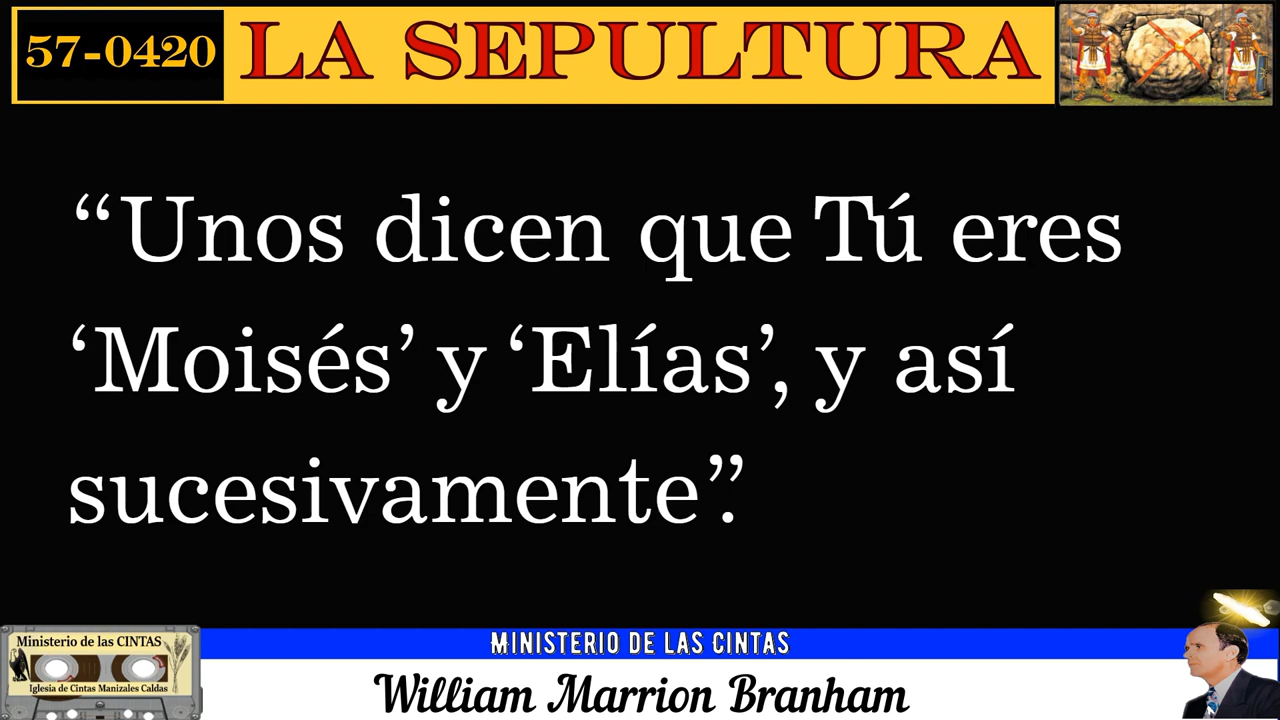 57-0420
LA SEPULTURA
“Unos dicen que Tú eres
‘Moisés’ y ‘Elías’, y así
sucesivamente”.
Ministerio de las CINTAS
Iglesia de Cintas Manizales Caldas
MINISTERIO DE LAS CINTAS
William Marrion Branham